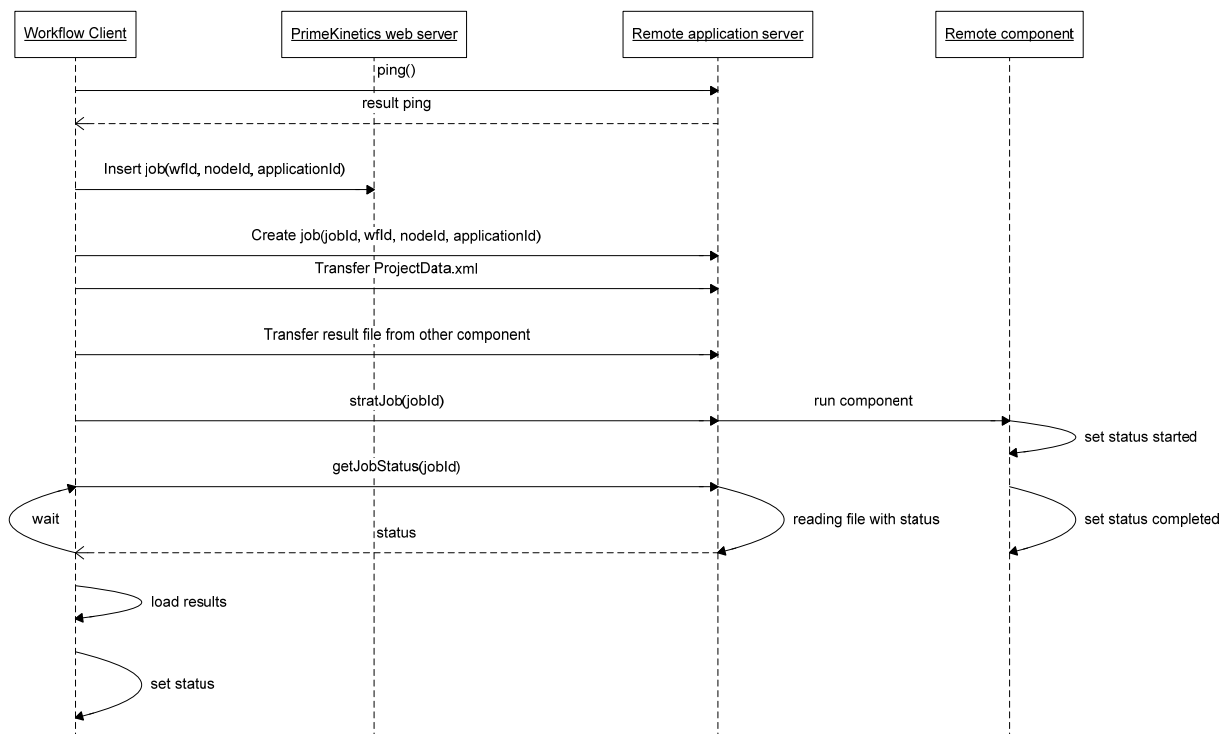 Workflow Client
PrimeKinetics web server
Remote application server
Remote component
ping()
result ping
Insert job(wfId, nodeId, applicationId)
Create job(jobId, wfId, nodeId, applicationId)
Transfer ProjectData.xml
Transfer result file from other component
stratJob(jobId)
run component
set status started
getJobStatus(jobId)
wait
reading file with status
set status completed
status
load results
set status